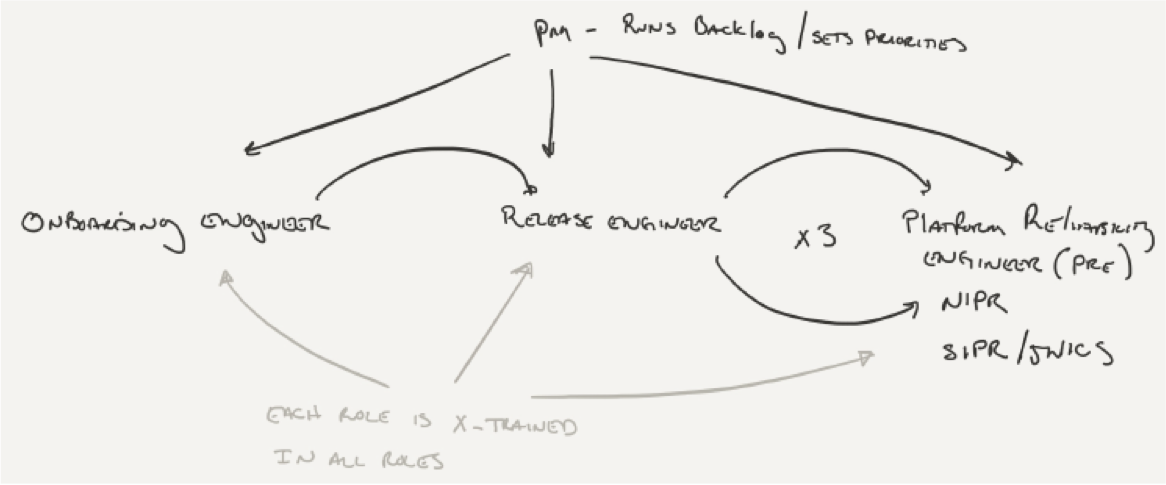 PM - RUNS Backlog / SETS PRIORITIES
ONBOARDING ENGINEER
RELEASE ENGINEER
x3
PLATFORM RELIABILITY
ENGINEER (PRE)
NIPR
SIPR/JWICS
EACH ROLE IS X-TRAINED
IN ALL ROLES